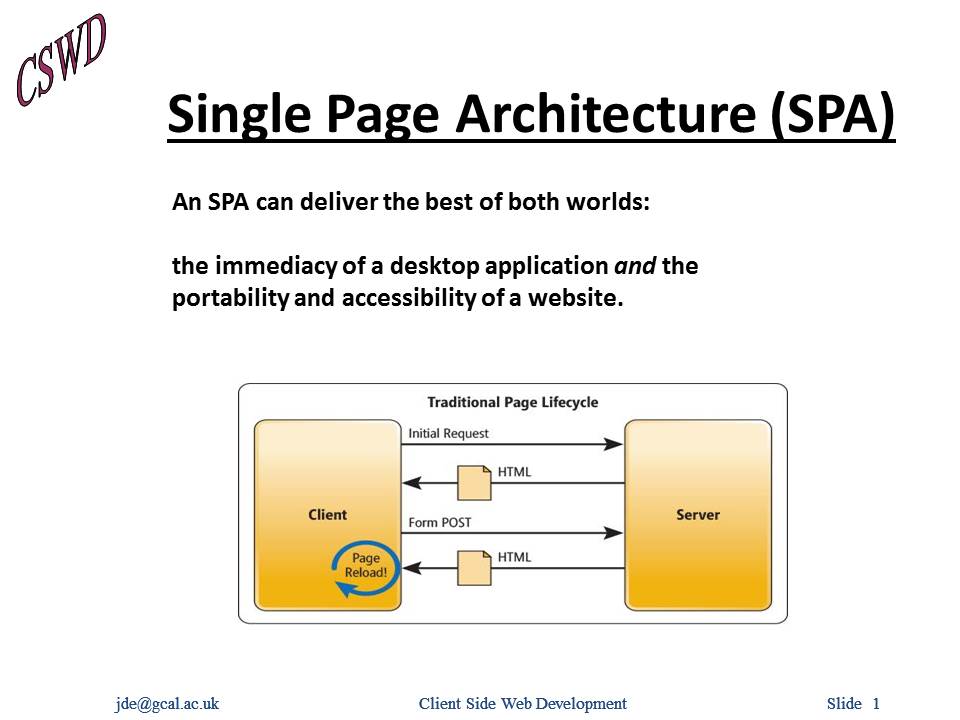 CSWD
Single Page Architecture (SPA)
An SPA can deliver the best of both worlds:
the immediacy of a desktop application and the
portability and accessibility of a website.
Traditional Page Lifecycle
Initial Request
HTML
Client
Server
Form POST
HTML
Page
Reload!
jde@gcal.ac.uk
Client Side Web Development
Slide 1